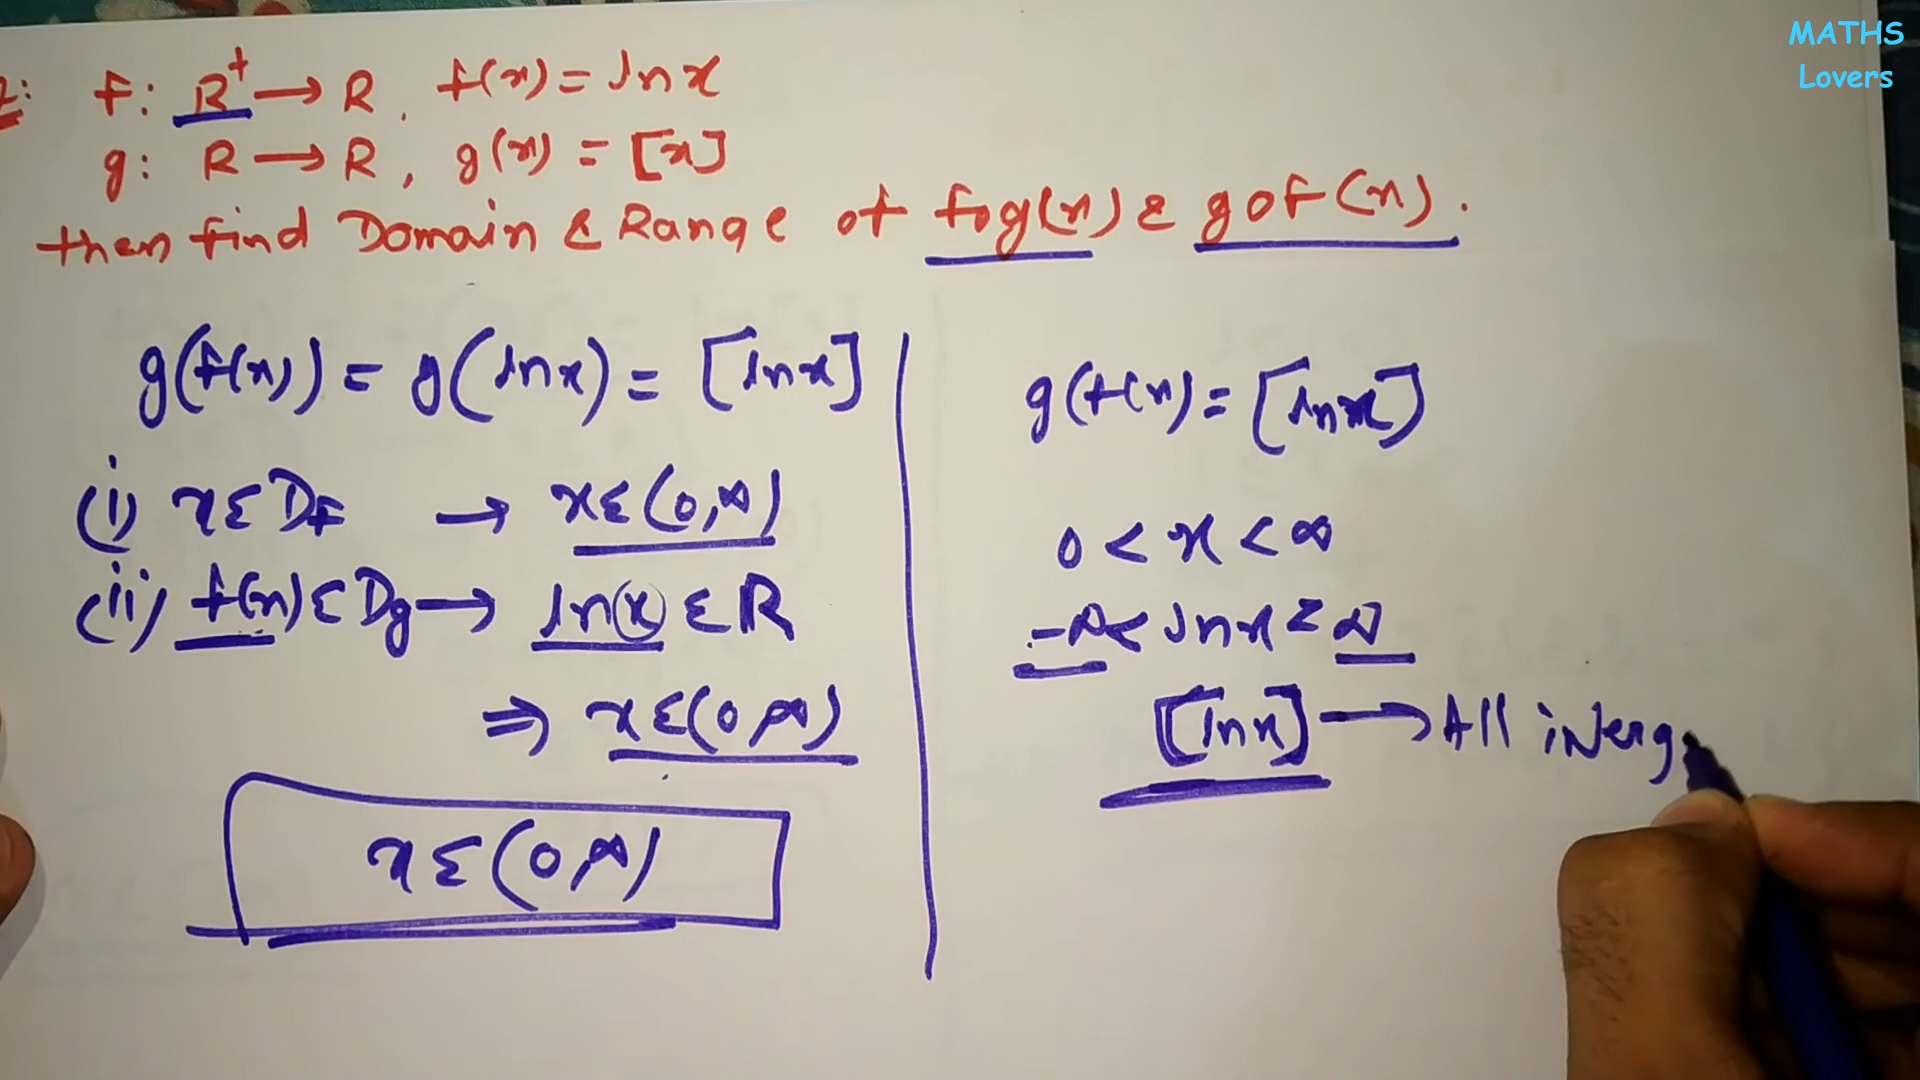 MATHS
Lovers
f: R⁺ → R, f(x) = ln x
g: R → R, g(x) = [x]
then find Domain & Range of fog(x) & gof(x).
g(f(x)) = g(ln x) = [ln x]
(i) x ∈ Df → x ∈ (0, ∞)
(ii) f(x) ∈ Dg → ln(x) ∈ R
⇒ x ∈ (0, ∞)
x ∈ (0, ∞)
g(f(x) = [ln x]
0 < x < ∞
-∞ < ln x < ∞
[ln x] → All